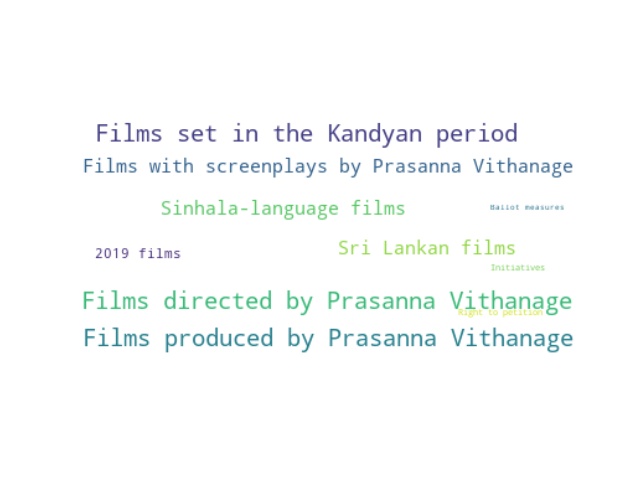 Films set in the Kandyan period
Films with screenplays by Prasanna Vithanage
Sinhala-language films
Ballot measures
2019 films
Sri Lankan films
Initiatives
Films directed by Prasanna Vithanage
Right to petition
Films produced by Prasanna Vithanage